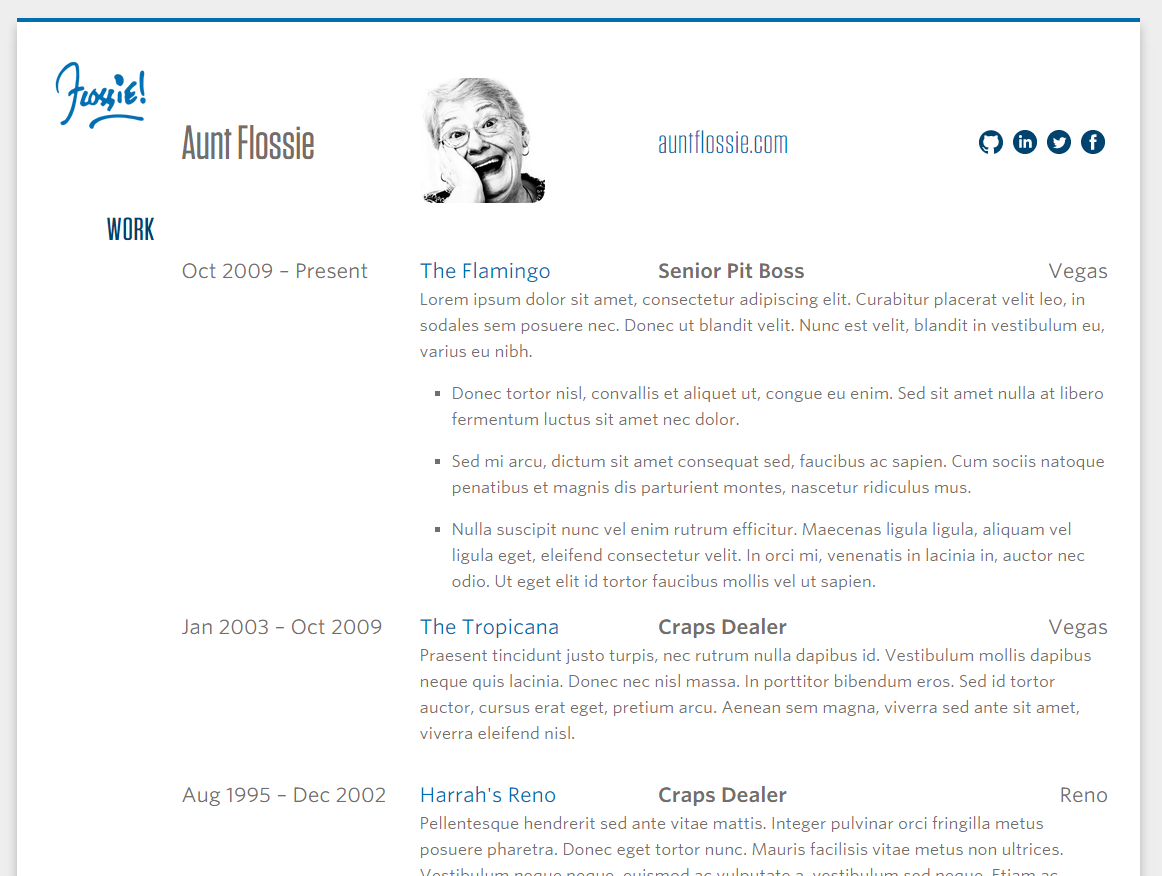 Flossie!
Aunt Flossie
auntflossie.com
WORK
Oct 2009 – Present The Flamingo Senior Pit Boss Vegas
Lorem ipsum dolor sit amet, consectetur adipiscing elit. Curabitur placerat velit leo, in
sodales sem posuere nec. Donec ut blandit velit. Nunc est velit, blandit in vestibulum eu,
varius eu nibh.
▪ Donec tortor nisl, convallis et aliquet ut, congue eu enim. Sed sit amet nulla at libero
fermentum luctus sit amet nec dolor.
▪ Sed mi arcu, dictum sit amet consequat sed, faucibus ac sapien. Cum sociis natoque
penatibus et magnis dis parturient montes, nascetur ridiculus mus.
▪ Nulla suscipit nunc vel enim rutrum efficitur. Maecenas ligula ligula, aliquam vel
ligula eget, eleifend consectetur velit. In orci mi, venenatis in lacinia in, auctor nec
odio. Ut eget elit id tortor faucibus mollis vel ut sapien.
Jan 2003 – Oct 2009 The Tropicana Craps Dealer Vegas
Praesent tincidunt justo turpis, nec rutrum nulla dapibus id. Vestibulum mollis dapibus
neque quis lacinia. Donec nec nisl massa. In porttitor bibendum eros. Sed id tortor
auctor, cursus erat eget, pretium arcu. Aenean sem magna, viverra sed ante sit amet,
viverra eleifend nisl.
Aug 1995 – Dec 2002 Harrah's Reno Craps Dealer Reno
Pellentesque hendrerit sed ante vitae mattis. Integer pulvinar orci fringilla metus
posuere pharetra. Donec eget tortor nunc. Mauris facilisis vitae metus non ultrices.
Vestibulum neque neque, euismod ac vulputate a, vestibulum sed neque. Etiam ac